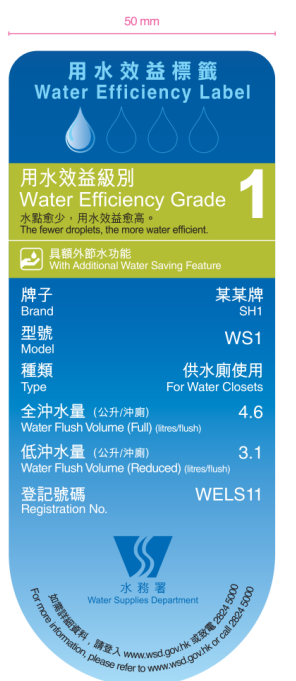 50 mm
用水效益標籤
Water Efficiency Label
用水效益級別
Water Efficiency Grade 1
水點愈少，用水效益愈高。
The fewer droplets, the more water efficient.
具額外節水功能
With Additional Water Saving Feature
牌子 某某牌
Brand SH1
型號 WS1
Model
種類 供水廁使用
Type For Water Closets
全沖水量（公升/沖廁） 4.6
Water Flush Volume (Full) (litres/flush)
低沖水量（公升/沖廁） 3.1
Water Flush Volume (Reduced) (litres/flush)
登記號碼 WELS11
Registration No.
水務署
Water Supplies Department
如需詳細資料，請登入 www.wsd.gov.hk 或致電 2824 5000
For more information, please refer to www.wsd.gov.hk or call 2824 5000